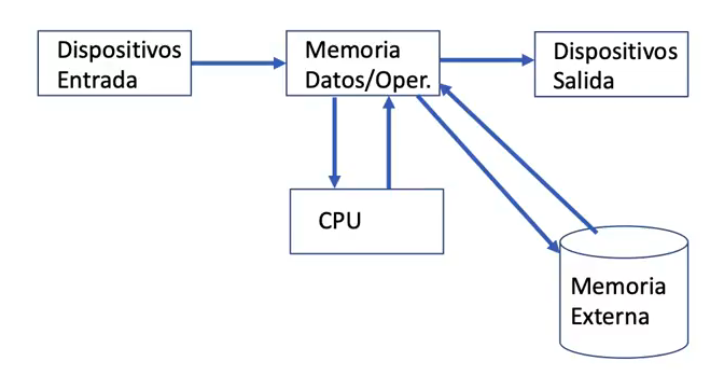 Dispositivos
Entrada
Memoria
Datos/Oper.
Dispositivos
Salida
CPU
Memoria
Externa